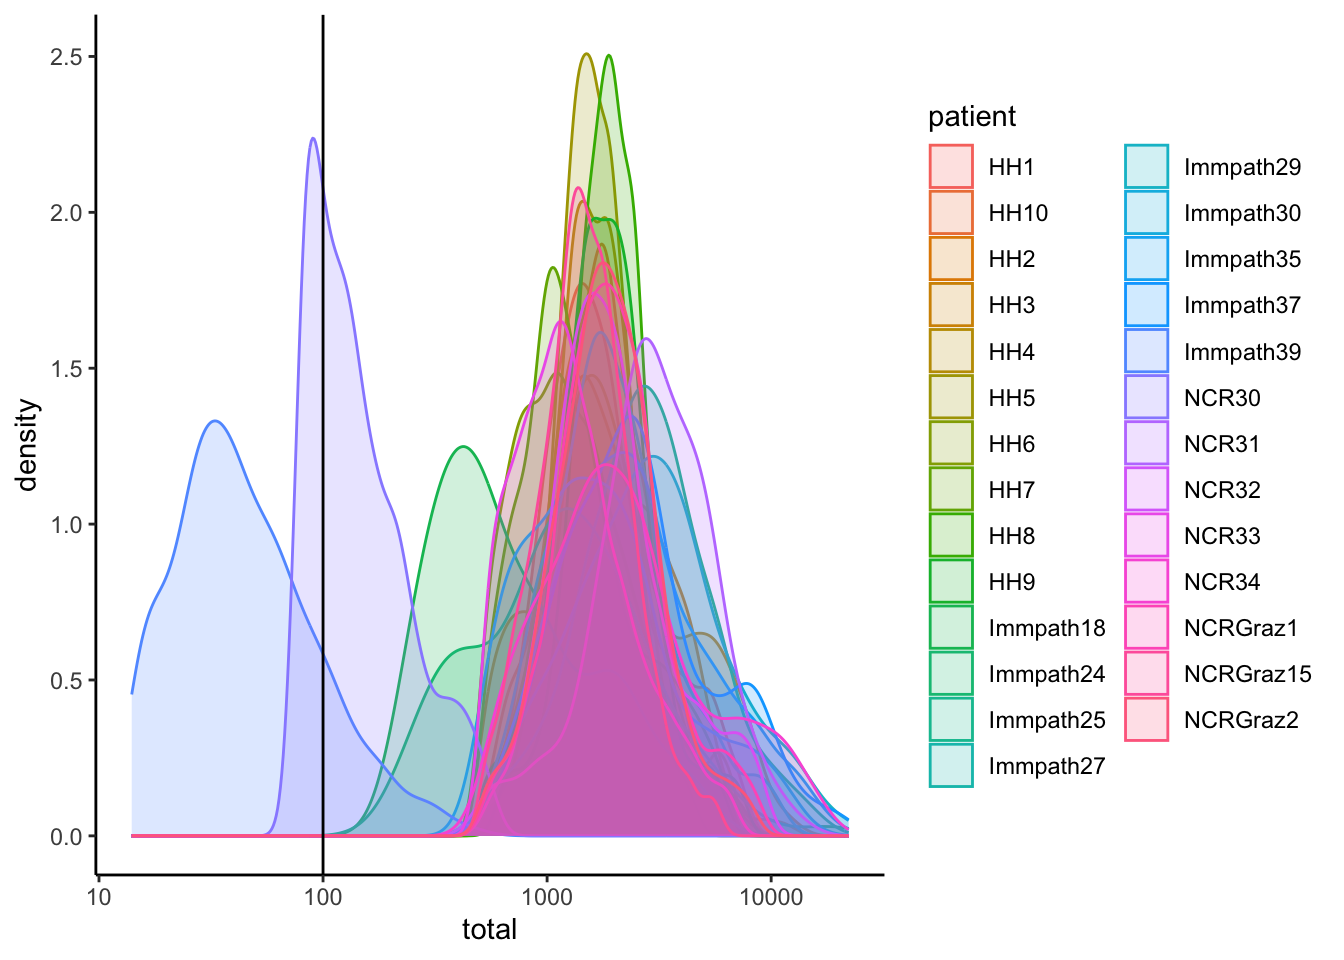 density
2.5
2.0
1.5
1.0
0.5
0.0
10
100
1000
10000
total
patient
HH1
HH10
HH2
HH3
HH4
HH5
HH6
HH7
HH8
HH9
Immpath18
Immpath24
Immpath25
Immpath27
Immpath29
Immpath30
Immpath35
Immpath37
Immpath39
NCR30
NCR31
NCR32
NCR33
NCR34
NCRGraz1
NCRGraz15
NCRGraz2